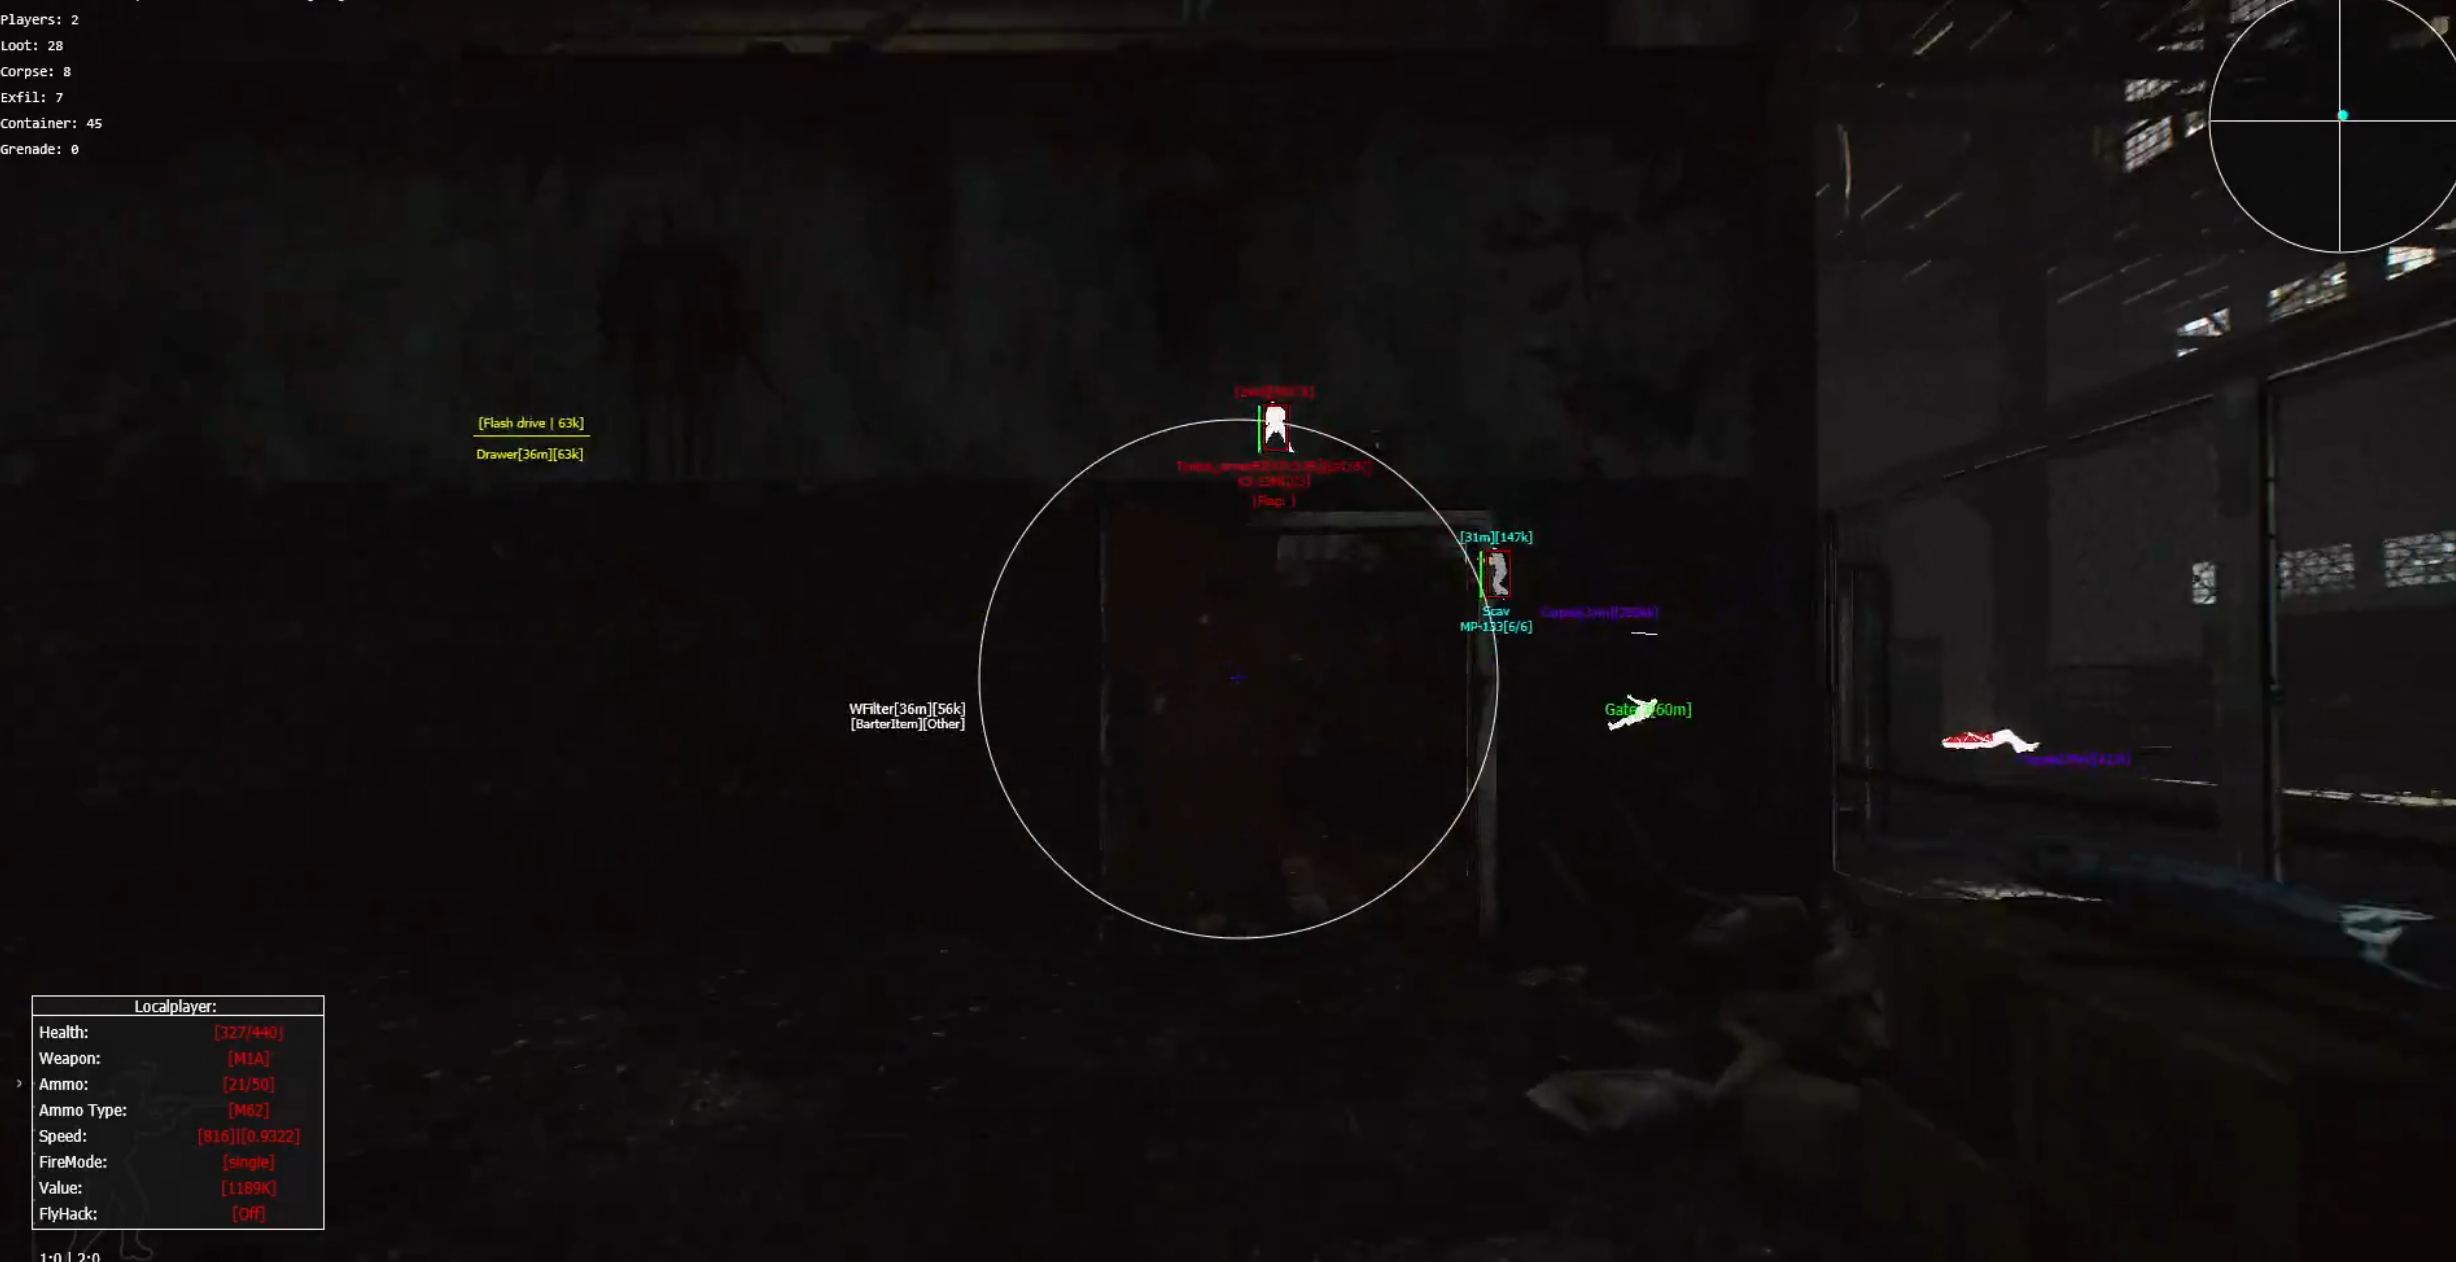 Players: 2
Loot: 28
Corpse: 8
Exfil: 7
Container: 45
Grenade: 0
[Flash drive | 63k]
Drawer[36m][63k]
[31m][147k]
Scav
MP-133[6/6]
WFilter[36m][56k]
[BarterItem][Other]
[60m]
Localplayer:
Health: [327/440]
Weapon: [M1A]
Ammo: [21/50]
Ammo Type: [M62]
Speed: [816]|[0.9322]
FireMode: [single]
Value: [1189K]
FlyHack: [Off]
1:0 | 2:0